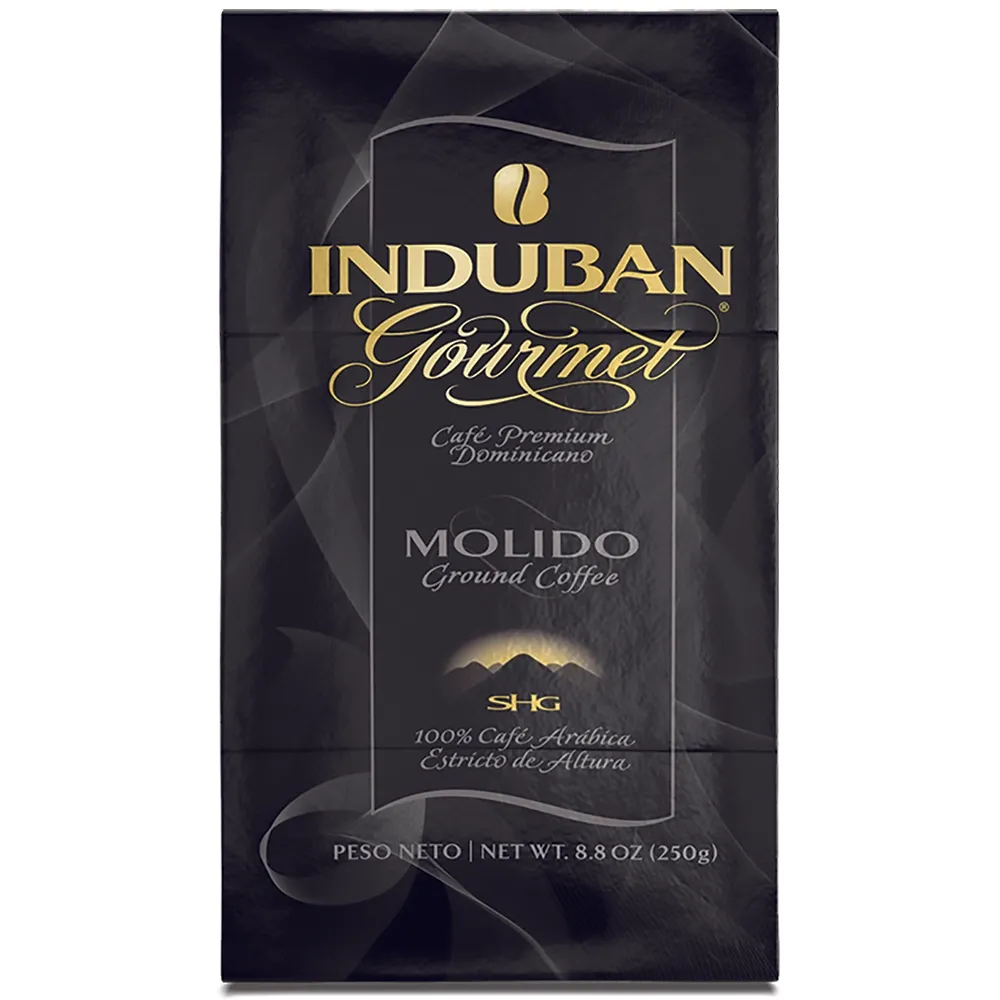 INDUBAN
Gourmet®
Café Premium
Dominicano
MOLIDO
Ground Coffee
SHG
100% Café Arábica
Estricto de Altura
PESO NETO | NET WT. 8.8 OZ (250g)